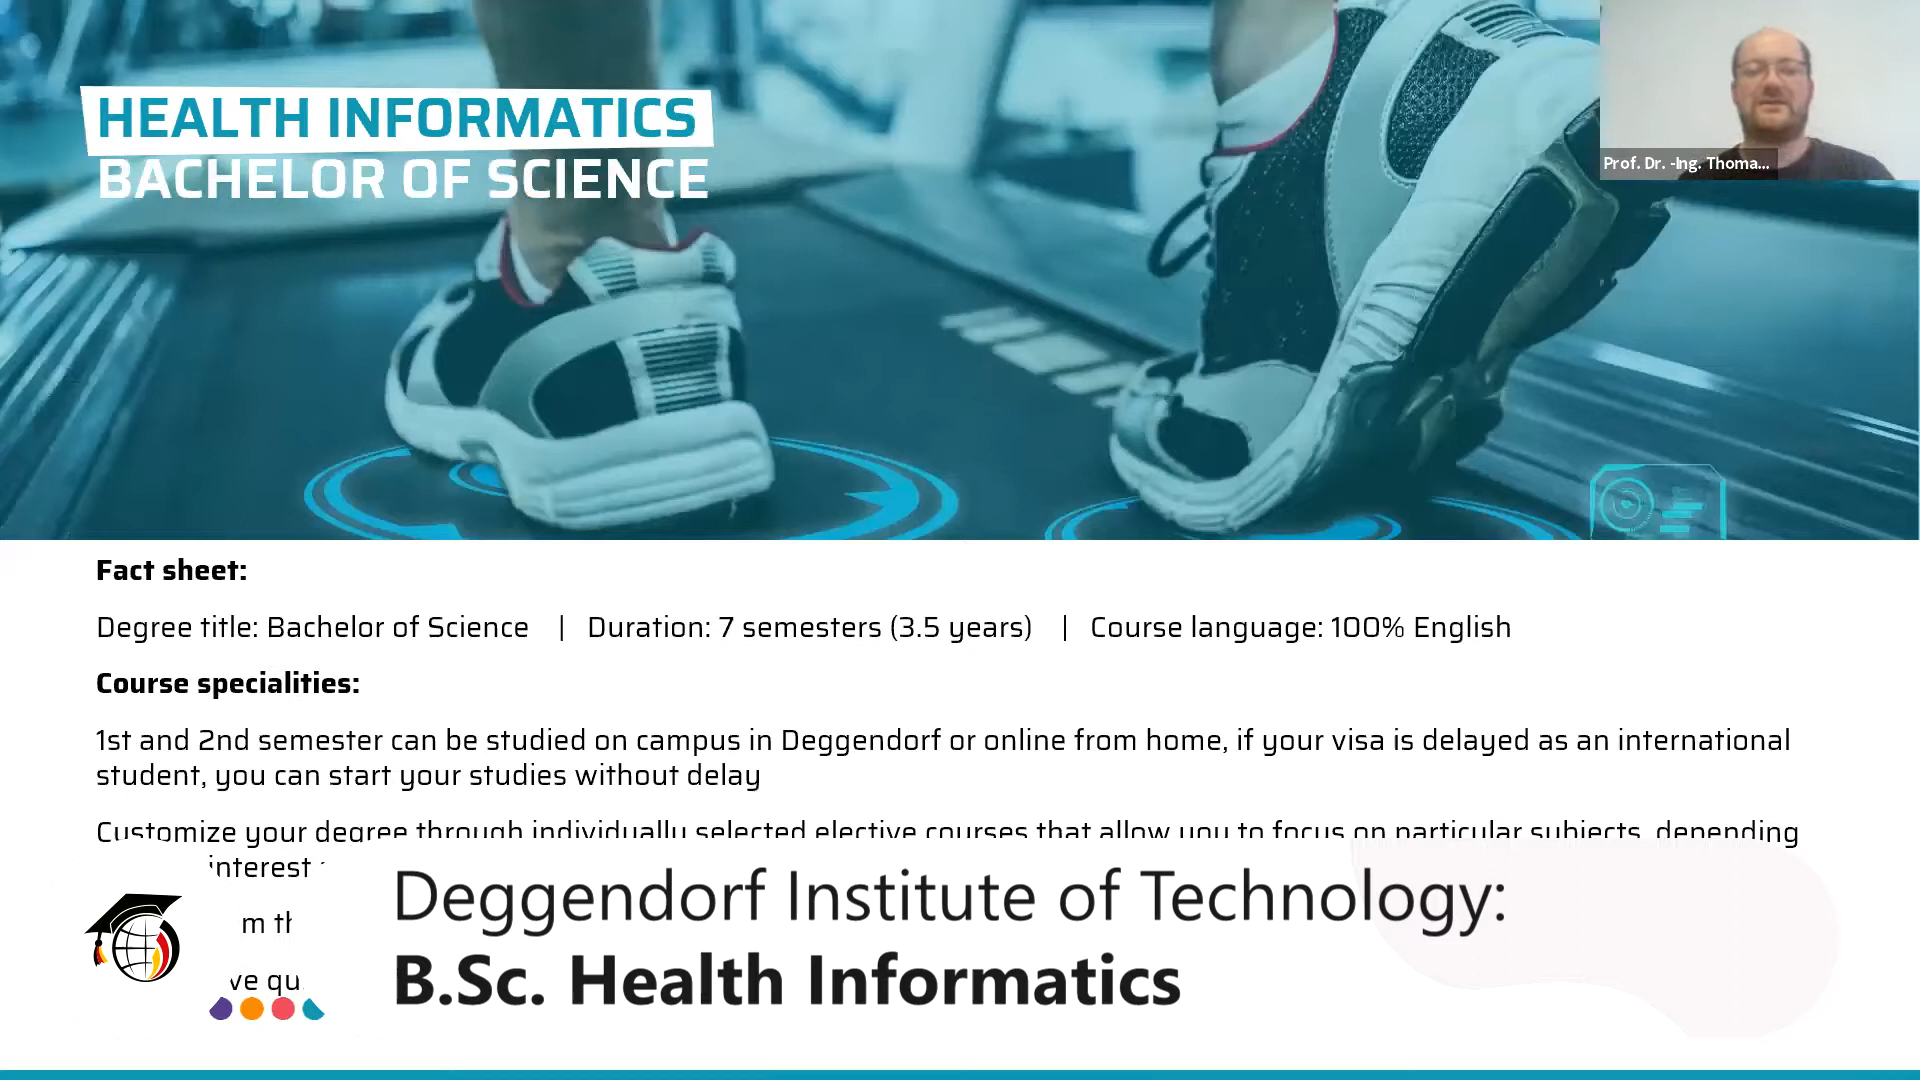 HEALTH INFORMATICS
BACHELOR OF SCIENCE
Prof. Dr. -Ing. Thoma...
Fact sheet:
Degree title: Bachelor of Science | Duration: 7 semesters (3.5 years) | Course language: 100% English
Course specialities:
1st and 2nd semester can be studied on campus in Deggendorf or online from home, if your visa is delayed as an international
student, you can start your studies without delay
Customize your degree through individually selected elective courses that allow you to focus on particular subjects, depending
interest
Deggendorf Institute of Technology:
B.Sc. Health Informatics